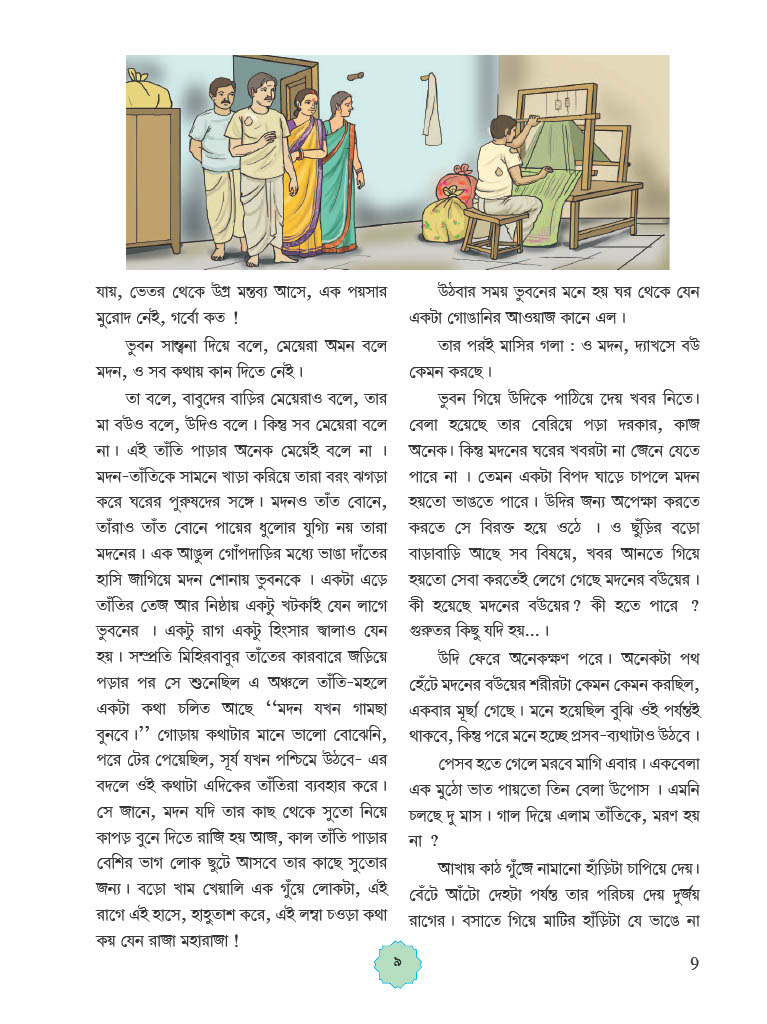 যায়, ভেতর থেকে উগ্র মন্তব্য আসে, এক পয়সার
মুরোদ নেই, গর্ব্বো কত !
ভুবন সান্ত্বনা দিয়ে বলে, মেয়েরা অমন বলে
মদন, ও সব কথায় কান দিতে নেই।
তা বলে, বাবুদের বাড়ির মেয়েরাও বলে, তার
মা বউও বলে, উদিও বলে। কিন্তু সব মেয়েরা বলে
না। এই তাঁতি পাড়ার অনেক মেয়েই বলে না ।
মদন-তাঁতিকে সামনে খাড়া করিয়ে তারা বরং ঝগড়া
করে ঘরের পুরুষদের সঙ্গে। মদনও তাঁত বোনে,
তাঁরাও তাঁত বোনে পায়ের ধুলোর যুগ্যি নয় তারা
মদনের। এক আঙুল গোঁপদাড়ির মধ্যে ভাঙা দাঁতের
হাসি জাগিয়ে মদন শোনায় ভুবনকে । একটা এড়ে
তাঁতির তেজ আর নিষ্ঠায় একটু খটকাই যেন লাগে
ভুবনের । একটু রাগ একটু হিংসার জ্বালাও যেন
হয়। সম্প্রতি মিহিরবাবুর তাঁতের কারবারে জড়িয়ে
পড়ার পর সে শুনেছিল এ অঞ্চলে তাঁতি-মহলে
একটা কথা চলিত আছে ‘‘মদন যখন গামছা
বুনবে।’’ গোড়ায় কথাটার মানে ভালো বোঝেনি,
পরে টের পেয়েছিল, সূর্য যখন পশ্চিমে উঠবে- এর
বদলে ওই কথাটা এদিকের তাঁতিরা ব্যবহার করে।
সে জানে, মদন যদি তার কাছ থেকে সুতো নিয়ে
কাপড় বুনে দিতে রাজি হয় আজ, কাল তাঁতি পাড়ার
বেশির ভাগ লোক ছুটে আসবে তার কাছে সুতোর
জন্য। বড়ো খাম খেয়ালি এক গুঁয়ে লোকটা, এই
রাগে এই হাসে, হাহুতাশ করে, এই লম্বা চওড়া কথা
কয় যেন রাজা মহারাজা !
উঠবার সময় ভুবনের মনে হয় ঘর থেকে যেন
একটা গোঙানির আওয়াজ কানে এল।
তার পরই মাসির গলা : ও মদন, দ্যাখসে বউ
কেমন করছে।
ভুবন গিয়ে উদিকে পাঠিয়ে দেয় খবর নিতে।
বেলা হয়েছে তার বেরিয়ে পড়া দরকার, কাজ
অনেক। কিন্তু মদনের ঘরের খবরটা না জেনে যেতে
পারে না । তেমন একটা বিপদ ঘাড়ে চাপলে মদন
হয়তো ভাঙতে পারে। উদির জন্য অপেক্ষা করতে
করতে সে বিরক্ত হয়ে ওঠে । ও ছুঁড়ির বড়ো
বাড়াবাড়ি আছে সব বিষয়ে, খবর আনতে গিয়ে
হয়তো সেবা করতেই লেগে গেছে মদনের বউয়ের।
কী হয়েছে মদনের বউয়ের? কী হতে পারে ?
গুরুতর কিছু যদি হয়...।
উদি ফেরে অনেকক্ষণ পরে। অনেকটা পথ
হেঁটে মদনের বউয়ের শরীরটা কেমন কেমন করছিল,
একবার মূর্ছা গেছে। মনে হয়েছিল বুঝি ওই পর্যন্তই
থাকবে, কিন্তু পরে মনে হচ্ছে প্রসব-ব্যথাটাও উঠবে।
পেসব হতে গেলে মরবে মাগি এবার। একবেলা
এক মুঠো ভাত পায়তো তিন বেলা উপোস । এমনি
চলছে দু মাস। গাল দিয়ে এলাম তাঁতিকে, মরণ হয়
না ?
আখায় কাঠ গুঁজে নামানো হাঁড়িটা চাপিয়ে দেয়।
বেঁটে আঁটো দেহটা পর্যন্ত তার পরিচয় দেয় দুর্জয়
রাগের। বসাতে গিয়ে মাটির হাঁড়িটা যে ভাঙে না
৯
9